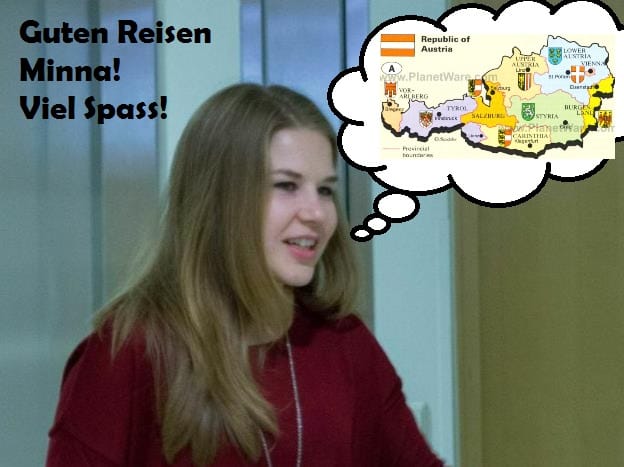 Guten Reisen
Minna!
Viel Spass!
Republic of
Austria
www.PlanetWare.com
A
UPPER
AUSTRIA
Linz
LOWER
AUSTRIA
VIENNA
St Pölten
Eisenstadt
VOR-
ARLBERG
Bregenz
TYROL
Innsbruck
Salzburg
SALZBURG
STYRIA
BURGEN
LAND
CARINTHIA
Klagenfurt
Provincial
boundaries
www.PlanetWare.com